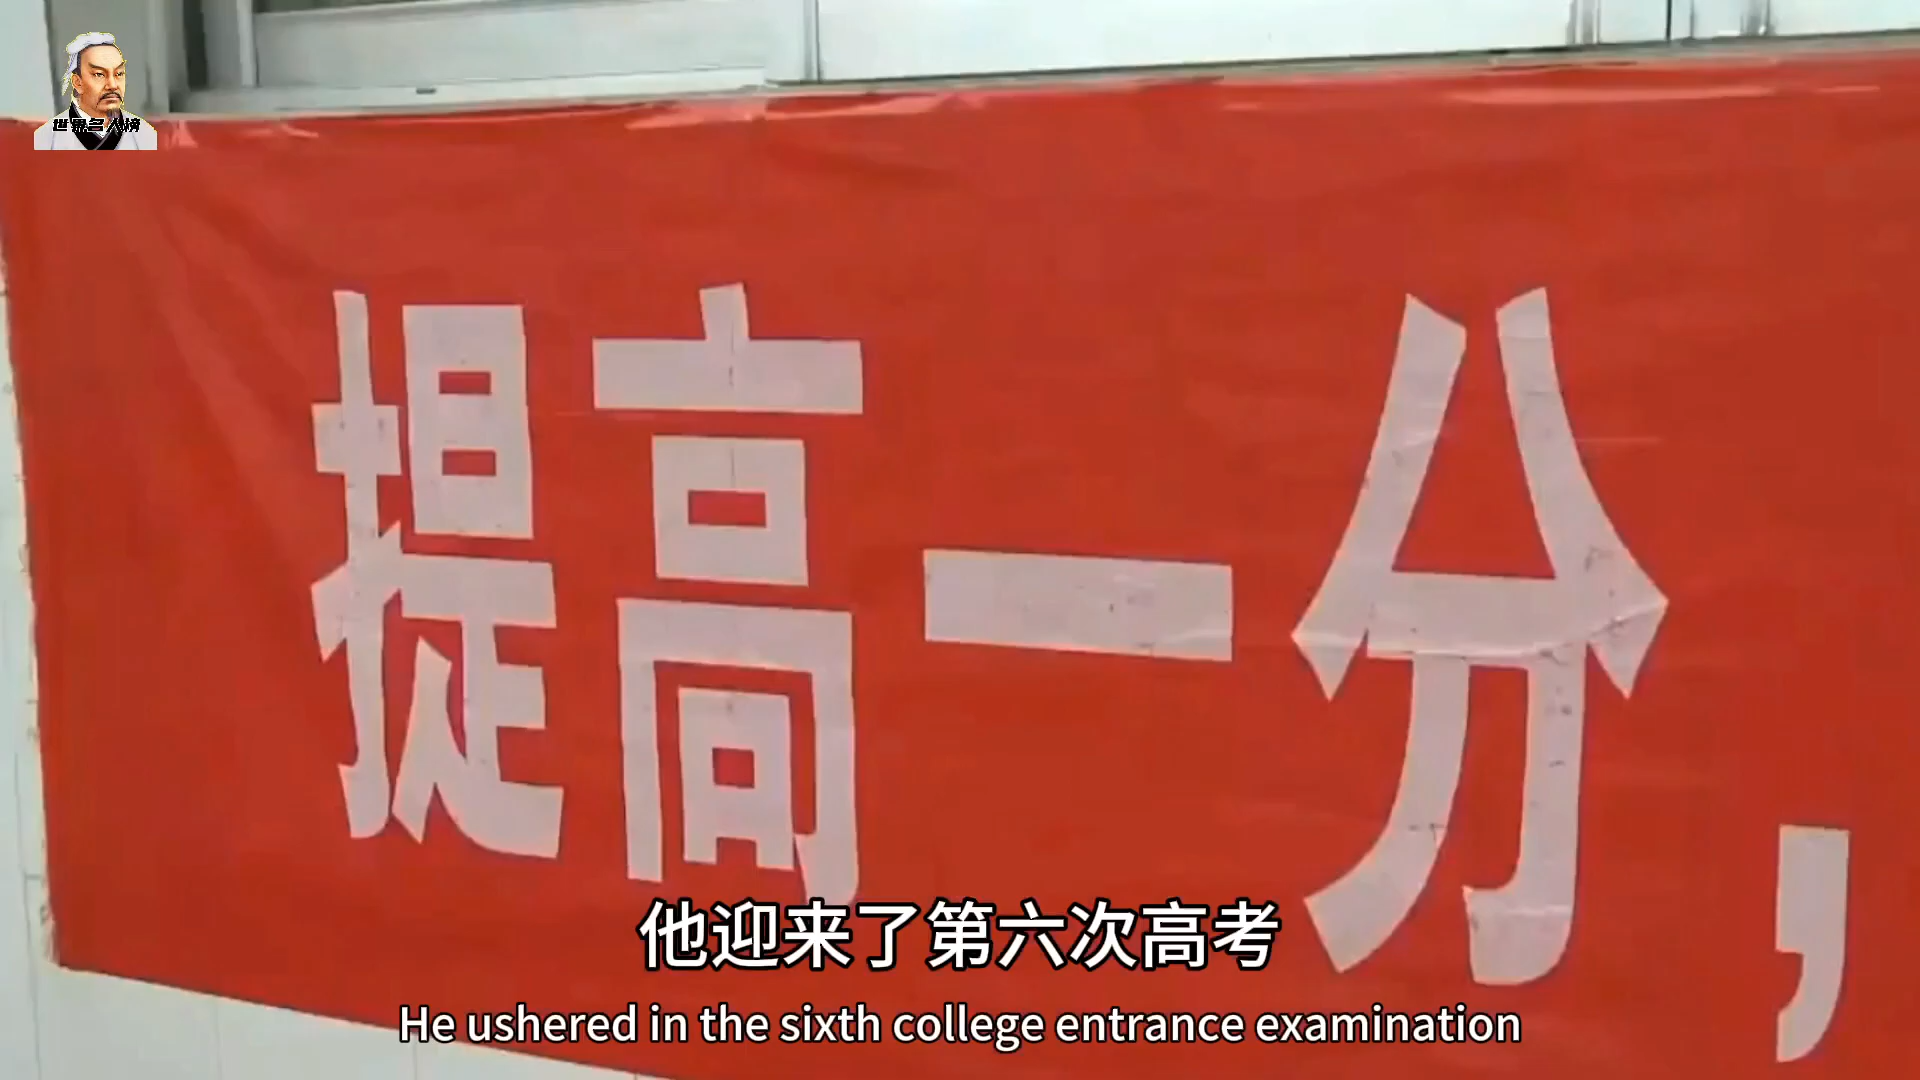 世界名人榜
提高一分，
他迎来了第六次高考
He ushered in the sixth college entrance examination